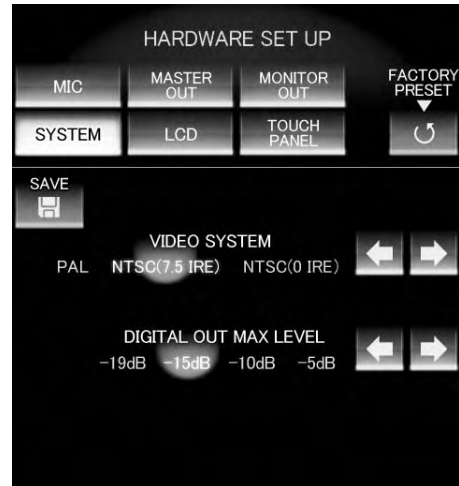 HARDWARE SET UP
MIC
MASTER
OUT
MONITOR
OUT
FACTORY
PRESET
SYSTEM
LCD
TOUCH
PANEL
SAVE
VIDEO SYSTEM
PAL NTSC(7.5 IRE) NTSC(0 IRE)
DIGITAL OUT MAX LEVEL
-19dB -15dB -10dB -5dB